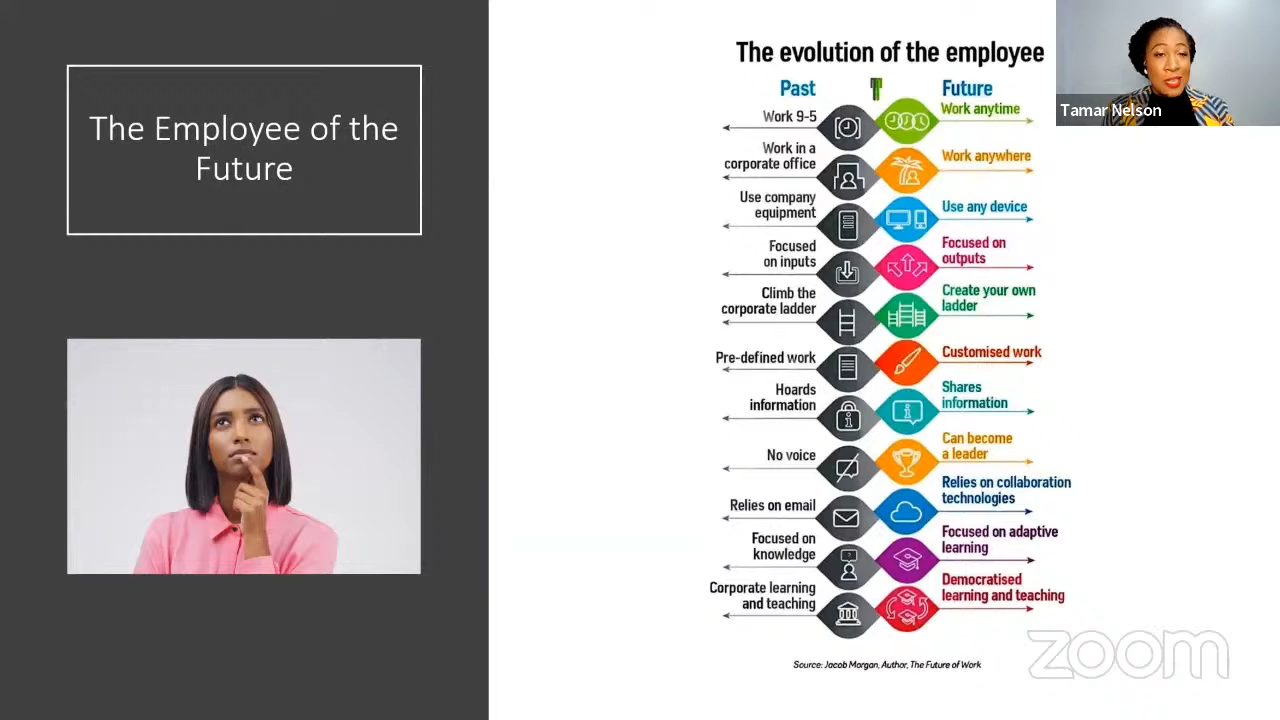 The Employee of the
Future
The evolution of the employee
Past
Future
Work 9-5
Work anytime
Work in a
corporate office
Work anywhere
Use company
equipment
Use any device
Focused
on inputs
Focused on
outputs
Climb the
corporate ladder
Create your own
ladder
Pre-defined work
Customised work
Hoards
information
Shares
information
No voice
Can become
a leader
Relies on email
Relies on collaboration
technologies
Focused on
knowledge
Focused on adaptive
learning
Corporate learning
and teaching
Democratised
learning and teaching
Source: Jacob Morgan, Author, The Future of Work
Tamar Nelson
zoom